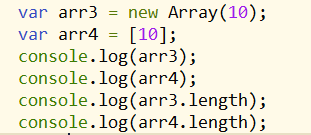 var arr3 = new Array(10);
var arr4 = [10];
console.log(arr3);
console.log(arr4);
console.log(arr3.length);
console.log(arr4.length);